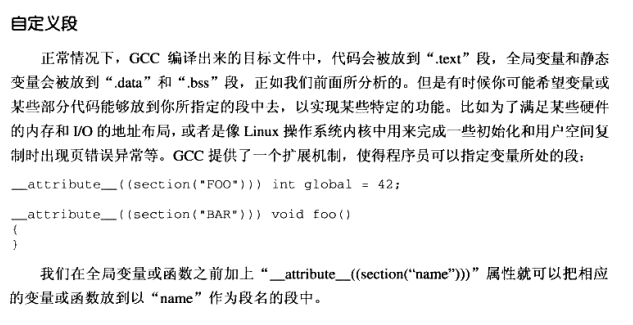 自定义段
正常情况下，GCC 编译出来的目标文件中，代码会被放到“.text”段，全局变量和静态
变量会被放到“.data”和“.bss”段，正如我们前面所分析的。但是有时候你可能希望变量或
某些部分代码能够放到你所指定的段中去，以实现某些特定的功能。比如为了满足某些硬件
的内存和 I/O 的地址布局，或者是像 Linux 操作系统内核中用来完成一些初始化和用户空间复
制时出现页错误异常等。GCC 提供了一个扩展机制，使得程序员可以指定变量所处的段：
__attribute__((section("FOO"))) int global = 42;
__attribute__((section("BAR"))) void foo()
{
}
我们在全局变量或函数之前加上“__attribute__((section(“name”)))”属性就可以把相应
的变量或函数放到以“name”作为段名的段中。